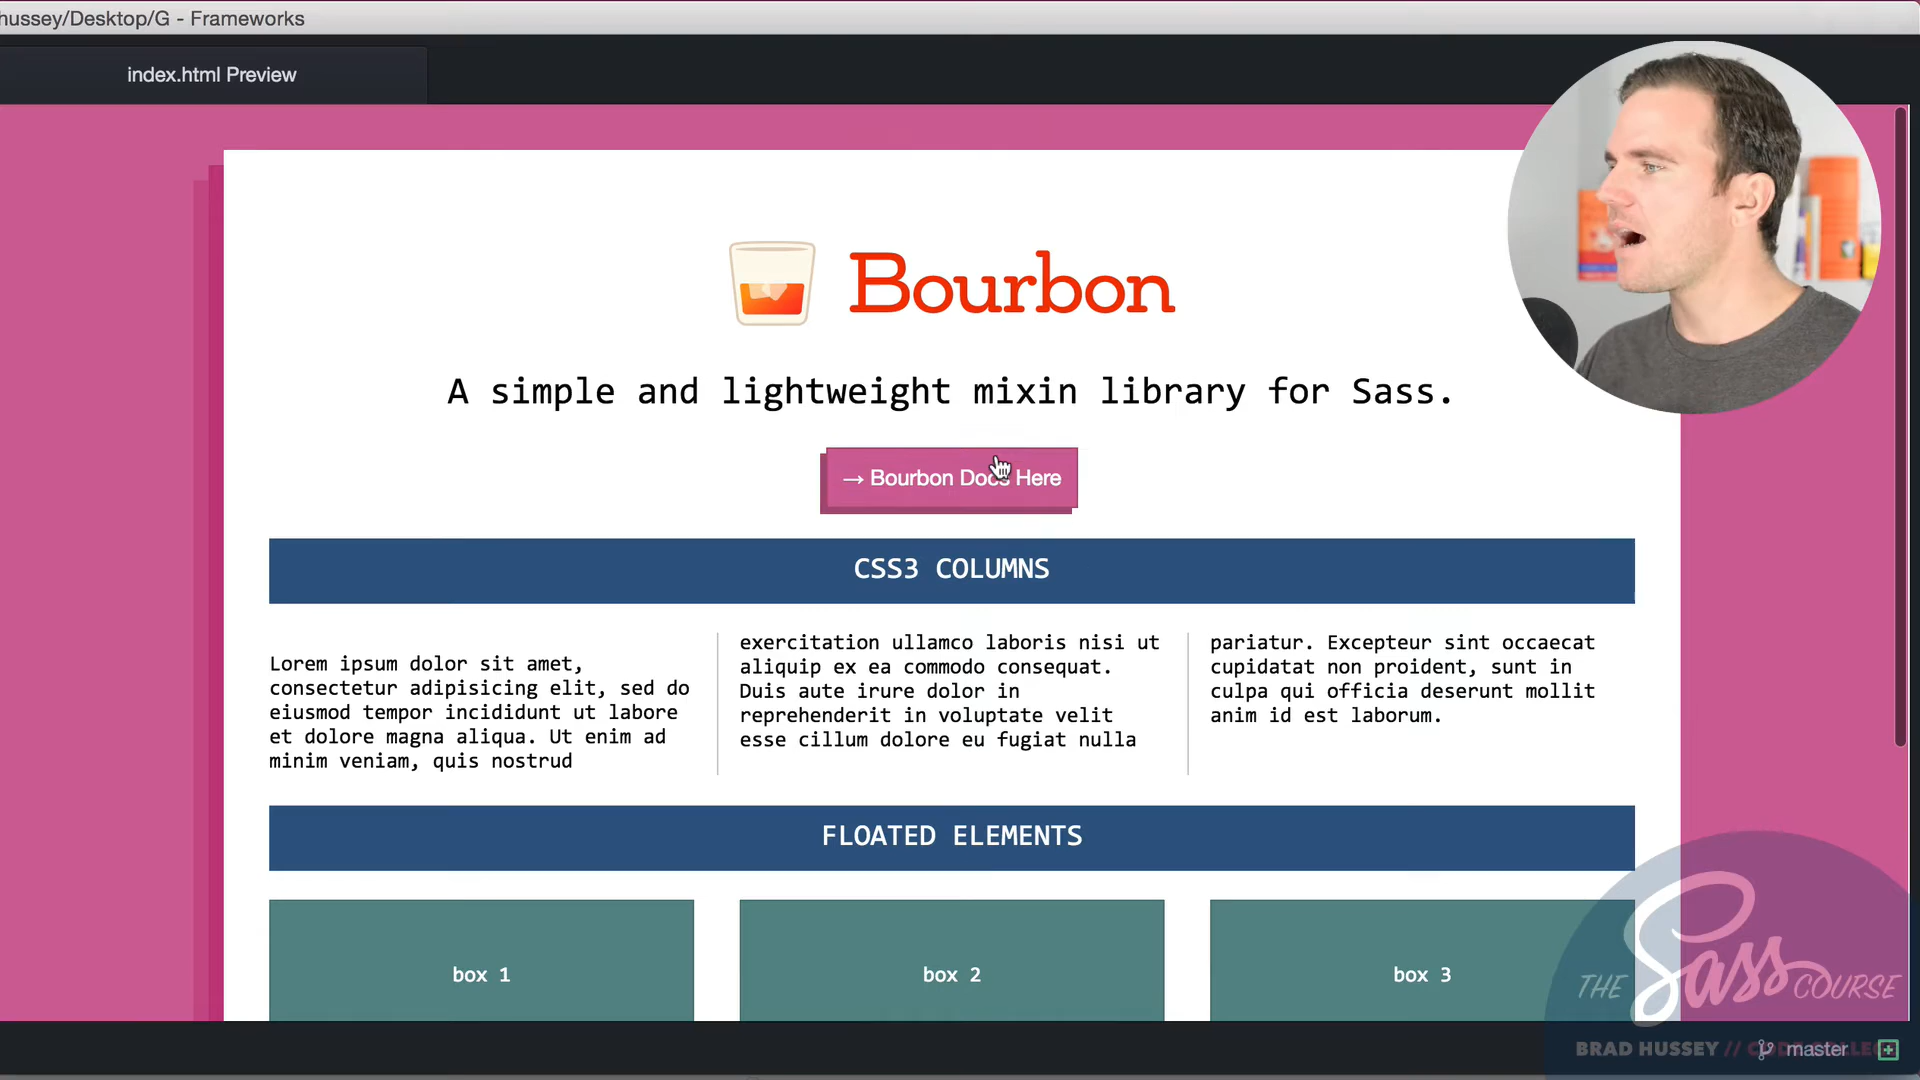 hussey/Desktop/G - Frameworks
index.html Preview
Bourbon
A simple and lightweight mixin library for Sass.
→ Bourbon Docs Here
CSS3 COLUMNS
Lorem ipsum dolor sit amet,
consectetur adipisicing elit, sed do
eiusmod tempor incididunt ut labore
et dolore magna aliqua. Ut enim ad
minim veniam, quis nostrud
exercitation ullamco laboris nisi ut
aliquip ex ea commodo consequat.
Duis aute irure dolor in
reprehenderit in voluptate velit
esse cillum dolore eu fugiat nulla
pariatur. Excepteur sint occaecat
cupidatat non proident, sunt in
culpa qui officia deserunt mollit
anim id est laborum.
FLOATED ELEMENTS
box 1
box 2
box 3
THE Sass COURSE
BRAD HUSSEY //
master